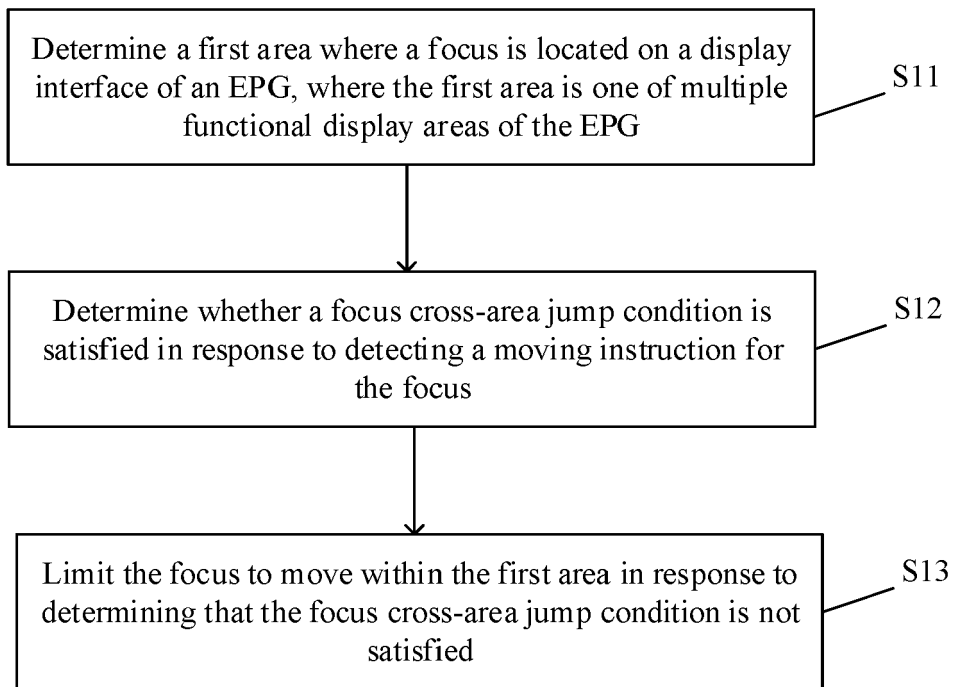 Determine a first area where a focus is located on a display
interface of an EPG, where the first area is one of multiple
functional display areas of the EPG
S11
Determine whether a focus cross-area jump condition is
satisfied in response to detecting a moving instruction for
the focus
S12
Limit the focus to move within the first area in response to
determining that the focus cross-area jump condition is not
satisfied
S13